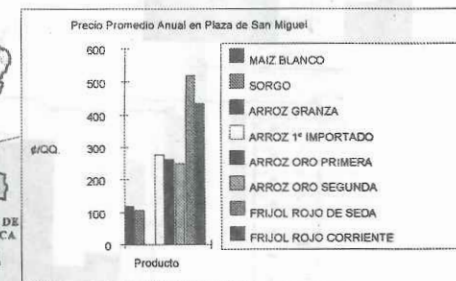 Precio Promedio Anual en Plaza de San Miguel
600
500
400
300
200
100
0
¢/QQ.
Producto
MAIZ BLANCO
SORGO
ARROZ GRANZA
ARROZ 1ª IMPORTADO
ARROZ ORO PRIMERA
ARROZ ORO SEGUNDA
FRIJOL ROJO DE SEDA
FRIJOL ROJO CORRIENTE
DE
CA